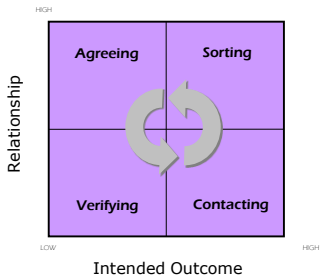 HIGH
Agreeing Sorting
Relationship
Verifying Contacting
LOW HIGH
Intended Outcome